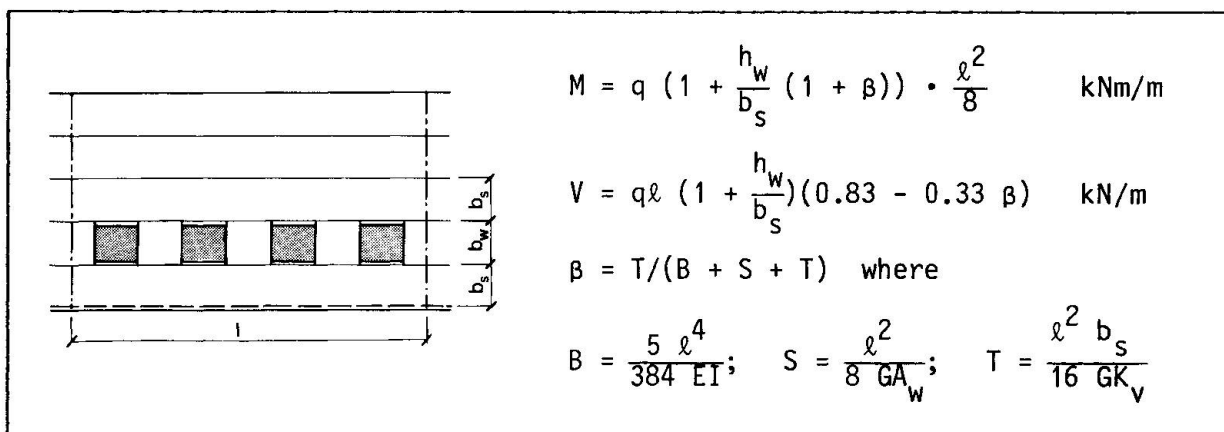 b_s
b_w
b_s
l
M = q (1 + h_w/b_s (1 + β)) · ℓ²/8 kNm/m
V = qℓ (1 + h_w/b_s)(0.83 - 0.33 β) kN/m
β = T/(B + S + T) where
B = 5 ℓ⁴/384 EI; S = ℓ²/8 GA_w; T = ℓ² b_s/16 GK_v